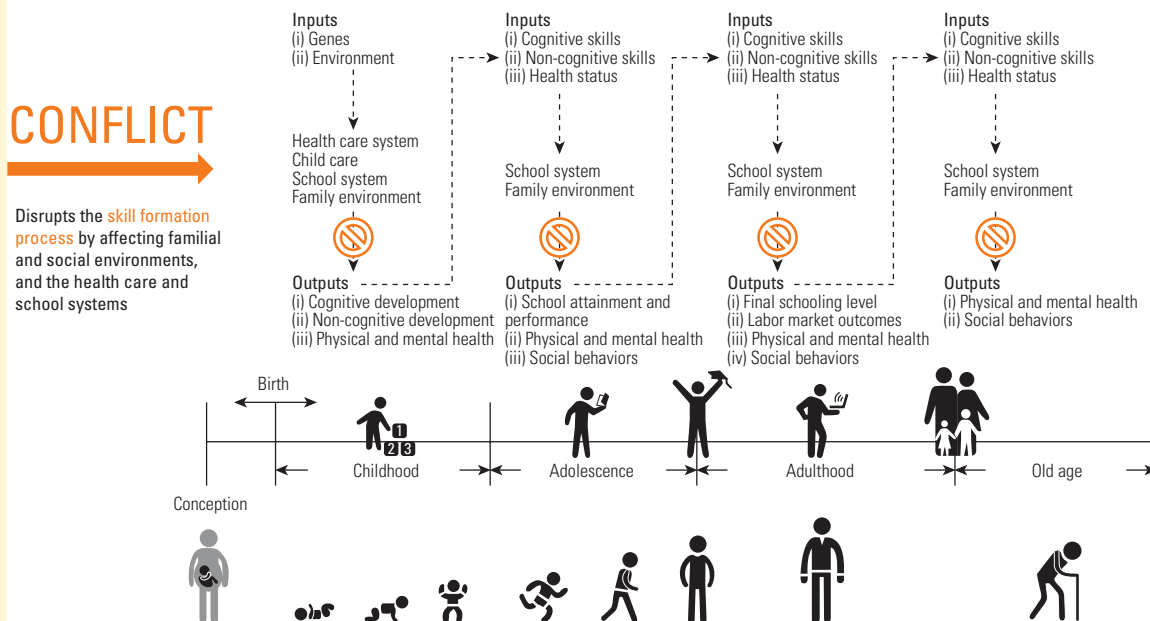 CONFLICT
Disrupts the skill formation
process by affecting familial
and social environments,
and the health care and
school systems
Inputs
(i) Genes
(ii) Environment
Health care system
Child care
School system
Family environment
Outputs
(i) Cognitive development
(ii) Non-cognitive development
(iii) Physical and mental health
Inputs
(i) Cognitive skills
(ii) Non-cognitive skills
(iii) Health status
School system
Family environment
Outputs
(i) School attainment and
performance
(ii) Physical and mental health
(iii) Social behaviors
Inputs
(i) Cognitive skills
(ii) Non-cognitive skills
(iii) Health status
School system
Family environment
Outputs
(i) Final schooling level
(ii) Labor market outcomes
(iii) Physical and mental health
(iv) Social behaviors
Inputs
(i) Cognitive skills
(ii) Non-cognitive skills
(iii) Health status
School system
Family environment
Outputs
(i) Physical and mental health
(ii) Social behaviors
Birth
1
2 3
Childhood
Adolescence
Adulthood
Old age
Conception